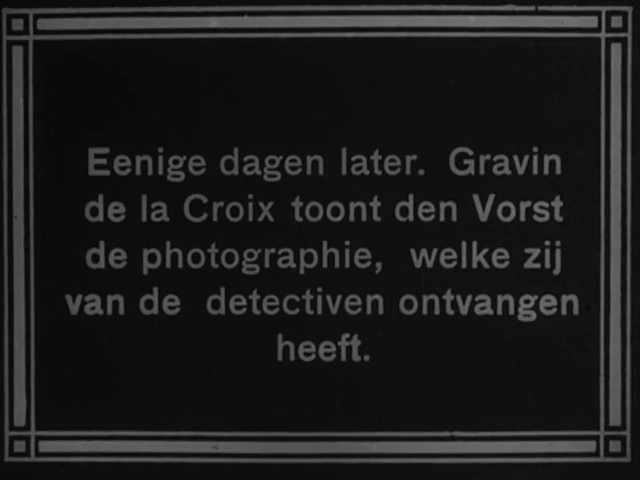 Eenige dagen later. Gravin
de la Croix toont den Vorst
de photographie, welke zij
van de detectiven ontvangen
heeft.